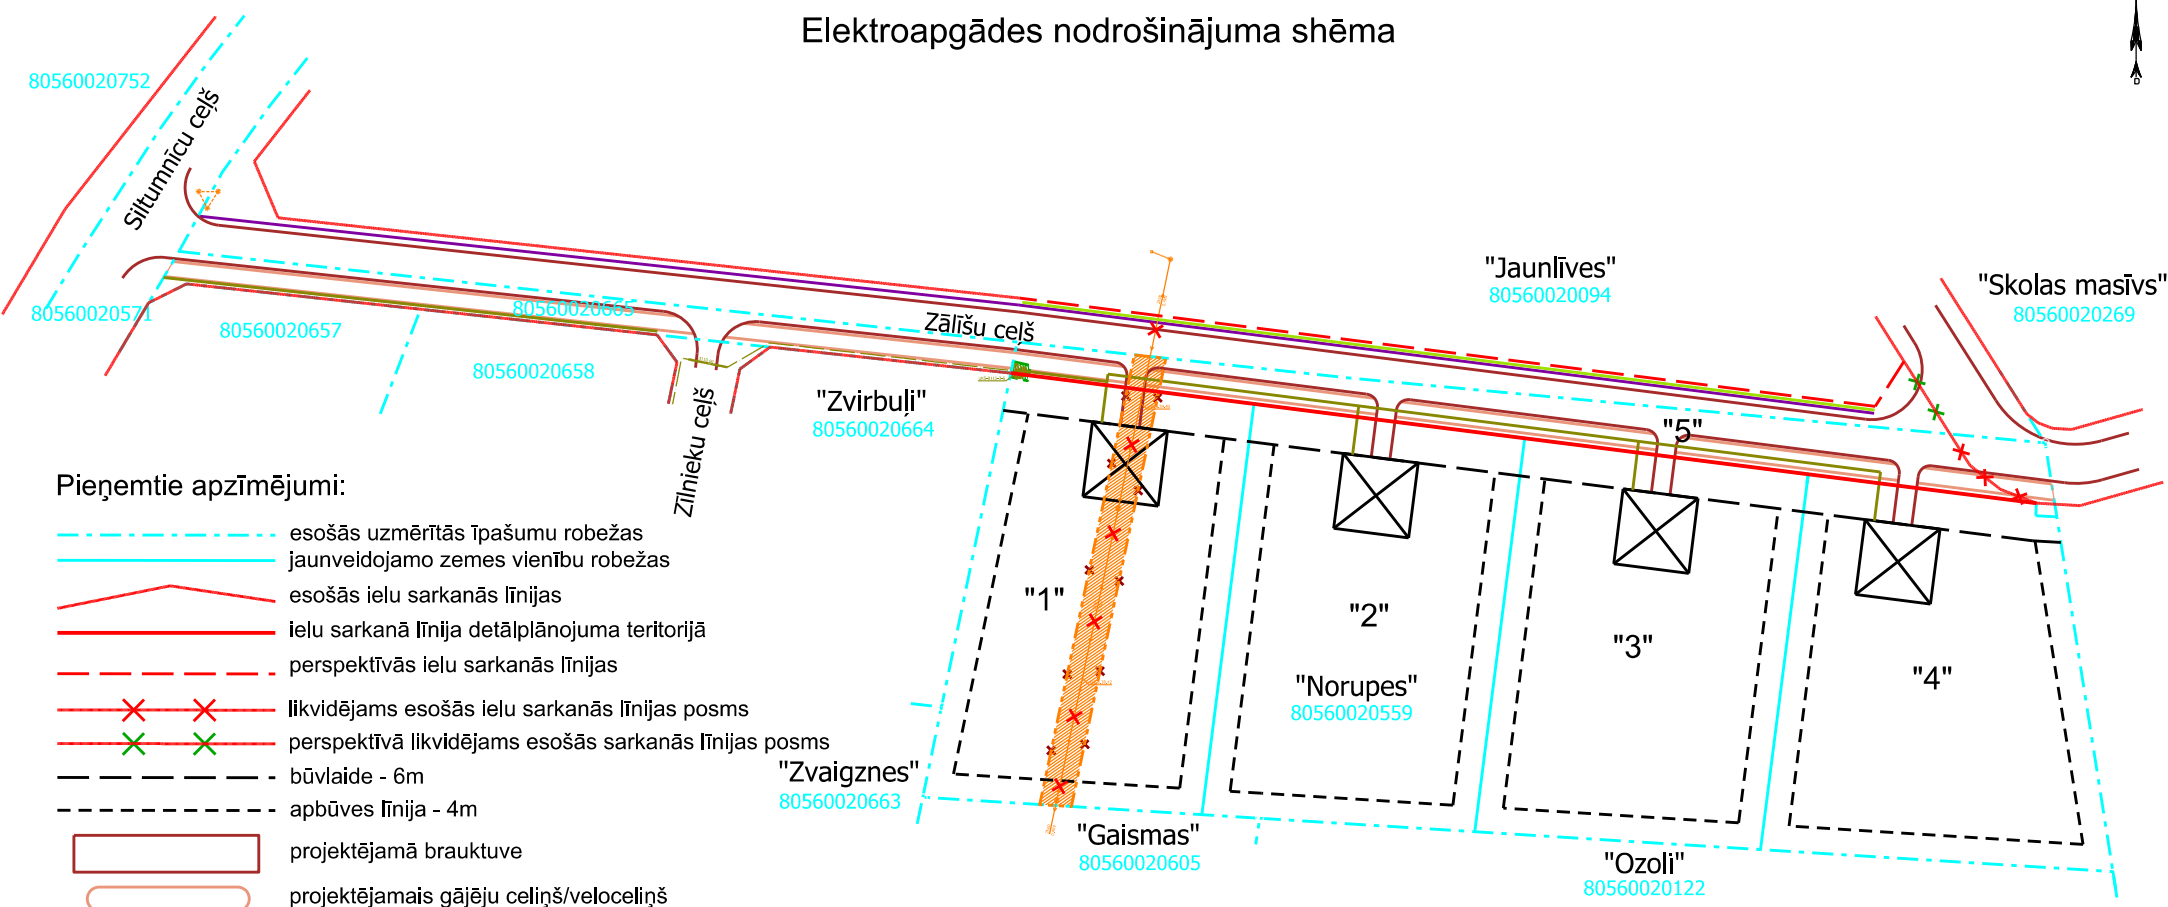 Elektroapgādes nodrošinājuma shēma
80560020752
Siltumnīcu ceļš
80560020571
80560020657
80560020665
80560020658
Zīlnieku ceļš
"Zvirbuļi"
80560020664
Zālīšu ceļš
"Jaunlīves"
80560020094
"Skolas masīvs"
80560020269
"5"
"1"
"2"
"3"
"4"
"Norupes"
80560020559
"Zvaigznes"
80560020663
"Gaismas"
80560020605
"Ozoli"
80560020122
Pieņemtie apzīmējumi:
esošās uzmērītās īpašumu robežas
jaunveidojamo zemes vienību robežas
esošās ielu sarkanās līnijas
ielu sarkanā līnija detālplānojuma teritorijā
perspektīvās ielu sarkanās līnijas
likvidējams esošās ielu sarkanās līnijas posms
perspektīvā likvidējams esošās sarkanās līnijas posms
būvlaide - 6m
apbūves līnija - 4m
projektējamā brauktuve
projektējamais gājēju celiņš/veloceliņš